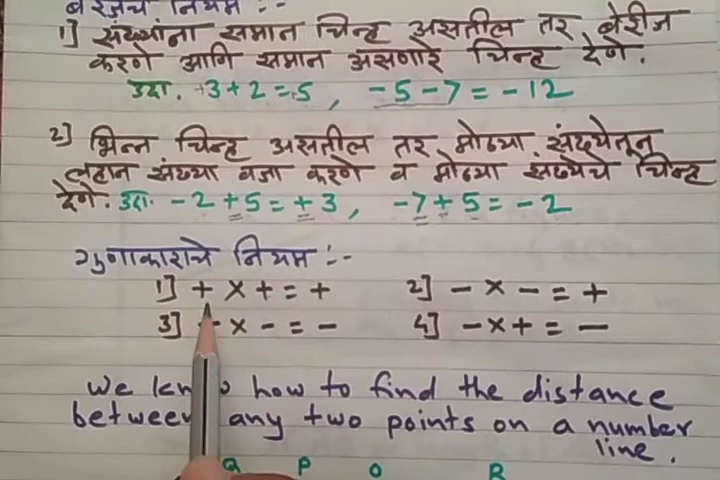 बेरजेचे नियम :-
1] संख्यांना समान चिन्ह असतील तर बेरीज
करणे आणि समान असणारे चिन्ह देणे.
उदा. +3+2=+5 , -5-7=-12
2] भिन्न चिन्ह असतील तर मोठ्या संख्येतून
लहान संख्या वजा करणे व मोठ्या संख्येचे चिन्ह
देणे. उदा. -2+5=+3 , -7+5=-2
गुणाकाराचे नियम :-
1] + × + = + 2] - × - = +
3] + × - = - 4] - × + = -
we know how to find the distance
between any two points on a number
line.
Q P O R